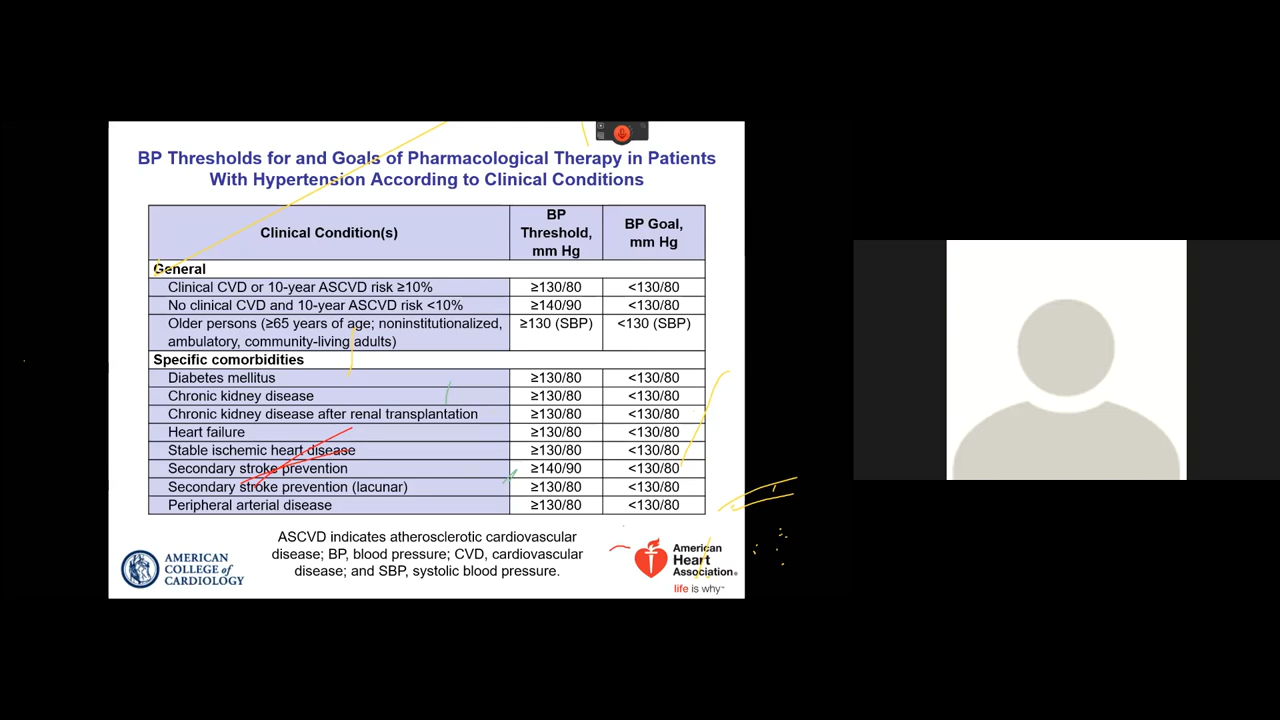 BP Thresholds for and Goals of Pharmacological Therapy in Patients
With Hypertension According to Clinical Conditions
Clinical Condition(s) BP Threshold, mm Hg BP Goal, mm Hg
General
Clinical CVD or 10-year ASCVD risk ≥10% ≥130/80 <130/80
No clinical CVD and 10-year ASCVD risk <10% ≥140/90 <130/80
Older persons (≥65 years of age; noninstitutionalized, ≥130 (SBP) <130 (SBP)
ambulatory, community-living adults)
Specific comorbidities
Diabetes mellitus ≥130/80 <130/80
Chronic kidney disease ≥130/80 <130/80
Chronic kidney disease after renal transplantation ≥130/80 <130/80
Heart failure ≥130/80 <130/80
Stable ischemic heart disease ≥130/80 <130/80
Secondary stroke prevention ≥140/90 <130/80
Secondary stroke prevention (lacunar) ≥130/80 <130/80
Peripheral arterial disease ≥130/80 <130/80
ASCVD indicates atherosclerotic cardiovascular
disease; BP, blood pressure; CVD, cardiovascular
disease; and SBP, systolic blood pressure.
AMERICAN
COLLEGE of
CARDIOLOGY
American
Heart
Association®
life is why™